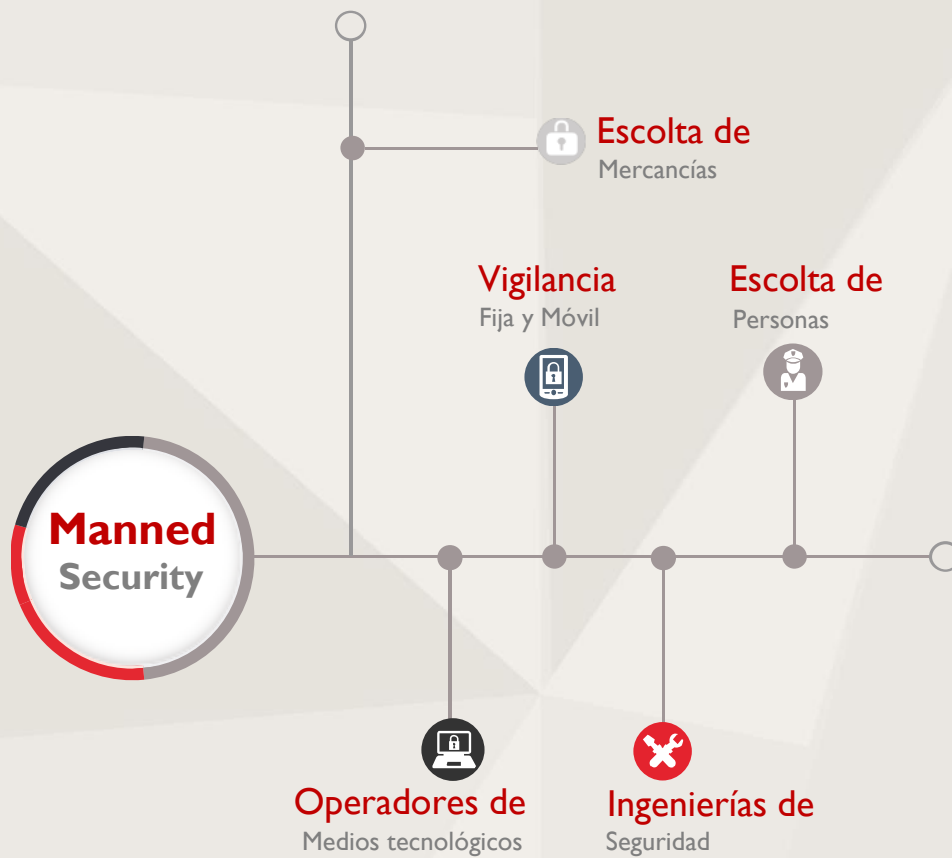 Escolta de
Mercancías
Vigilancia
Fija y Móvil
Escolta de
Personas
Manned
Security
Operadores de
Medios tecnológicos
Ingenierías de
Seguridad